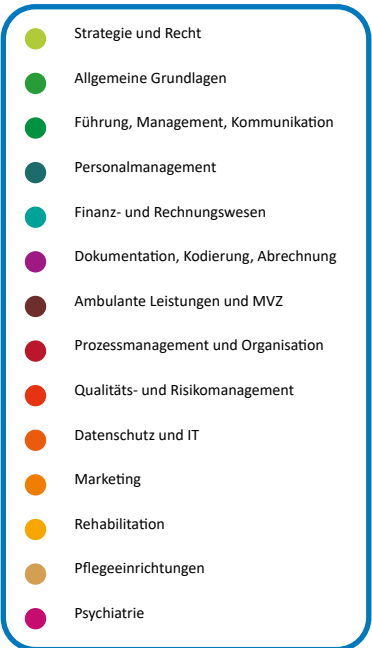 Strategie und Recht
Allgemeine Grundlagen
Führung, Management, Kommunikation
Personalmanagement
Finanz- und Rechnungswesen
Dokumentation, Kodierung, Abrechnung
Ambulante Leistungen und MVZ
Prozessmanagement und Organisation
Qualitäts- und Risikomanagement
Datenschutz und IT
Marketing
Rehabilitation
Pflegeeinrichtungen
Psychiatrie